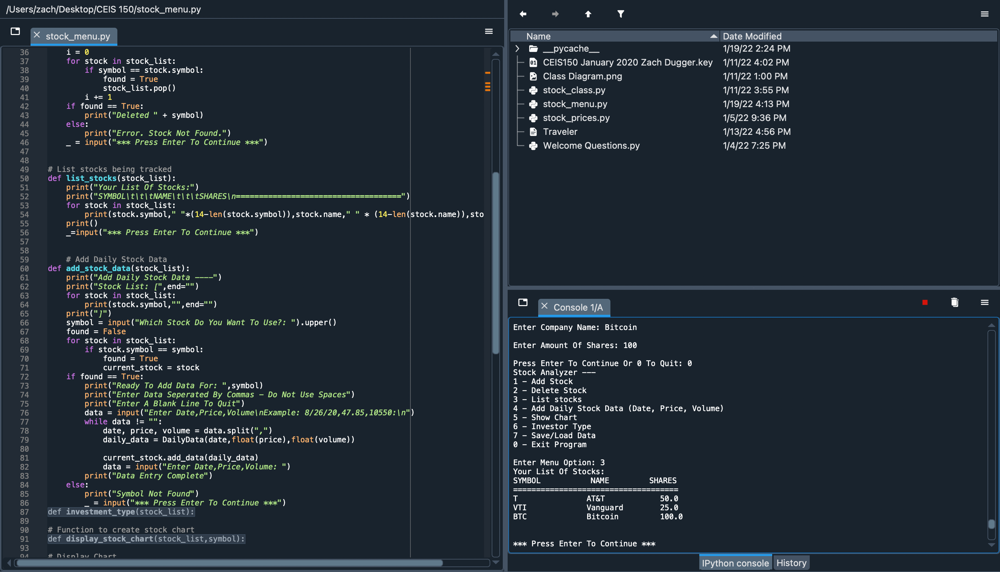 /Users/zach/Desktop/CEIS 150/stock_menu.py
stock_menu.py
36 i = 0
37 for stock in stock_list:
38 if symbol == stock.symbol:
39 found = True
40 stock_list.pop()
41 i += 1
42 if found == True:
43 print("Deleted " + symbol)
44 else:
45 print("Error. Stock Not Found.")
46 _ = input("*** Press Enter To Continue ***")
47
48
49 # List stocks being tracked
50 def list_stocks(stock_list):
51 print("Your List Of Stocks:")
52 print("SYMBOL\t\t\tNAME\t\t\tSHARES\n====================================")
53 for stock in stock_list:
54 print(stock.symbol," "*(14-len(stock.symbol)),stock.name," " * (14-len(stock.name)),sto
55 print()
56 _=input("*** Press Enter To Continue ***")
57
58
59 # Add Daily Stock Data
60 def add_stock_data(stock_list):
61 print("Add Daily Stock Data ----")
62 print("Stock List: [",end="")
63 for stock in stock_list:
64 print(stock.symbol,"",end="")
65 print("]")
66 symbol = input("Which Stock Do You Want To Use?: ").upper()
67 found = False
68 for stock in stock_list:
69 if stock.symbol == symbol:
70 found = True
71 current_stock = stock
72 if found == True:
73 print("Ready To Add Data For: ",symbol)
74 print("Enter Data Seperated By Commas - Do Not Use Spaces")
75 print("Enter A Blank Line To Quit")
76 data = input("Enter Date,Price,Volume\nExample: 8/26/20,47.85,10550:\n")
77 while data != "":
78 date, price, volume = data.split(",")
79 daily_data = DailyData(date,float(price),float(volume))
80
81 current_stock.add_data(daily_data)
82 data = input("Enter Date,Price,Volume: ")
83 print("Data Entry Complete")
84 else:
85 print("Symbol Not Found")
86 _ = input("*** Press Enter To Continue ***")
87 def investment_type(stock_list):
89
90 # Function to create stock chart
91 def display_stock_chart(stock_list,symbol):
93
94 # Display Chart
Name Date Modified
__pycache__ 1/19/22 2:24 PM
CEIS150 January 2020 Zach Dugger.key 1/11/22 4:02 PM
Class Diagram.png 1/11/22 1:00 PM
stock_class.py 1/11/22 3:55 PM
stock_menu.py 1/19/22 4:13 PM
stock_prices.py 1/5/22 9:36 PM
Traveler 1/13/22 4:56 PM
Welcome Questions.py 1/4/22 7:25 PM
Console 1/A
Enter Company Name: Bitcoin
Enter Amount Of Shares: 100
Press Enter To Continue Or 0 To Quit: 0
Stock Analyzer ---
1 - Add Stock
2 - Delete Stock
3 - List stocks
4 - Add Daily Stock Data (Date, Price, Volume)
5 - Show Chart
6 - Investor Type
7 - Save/Load Data
0 - Exit Program
Enter Menu Option: 3
Your List Of Stocks:
SYMBOL NAME SHARES
====================================
T AT&T 50.0
VTI Vanguard 25.0
BTC Bitcoin 100.0
*** Press Enter To Continue ***
IPython console History